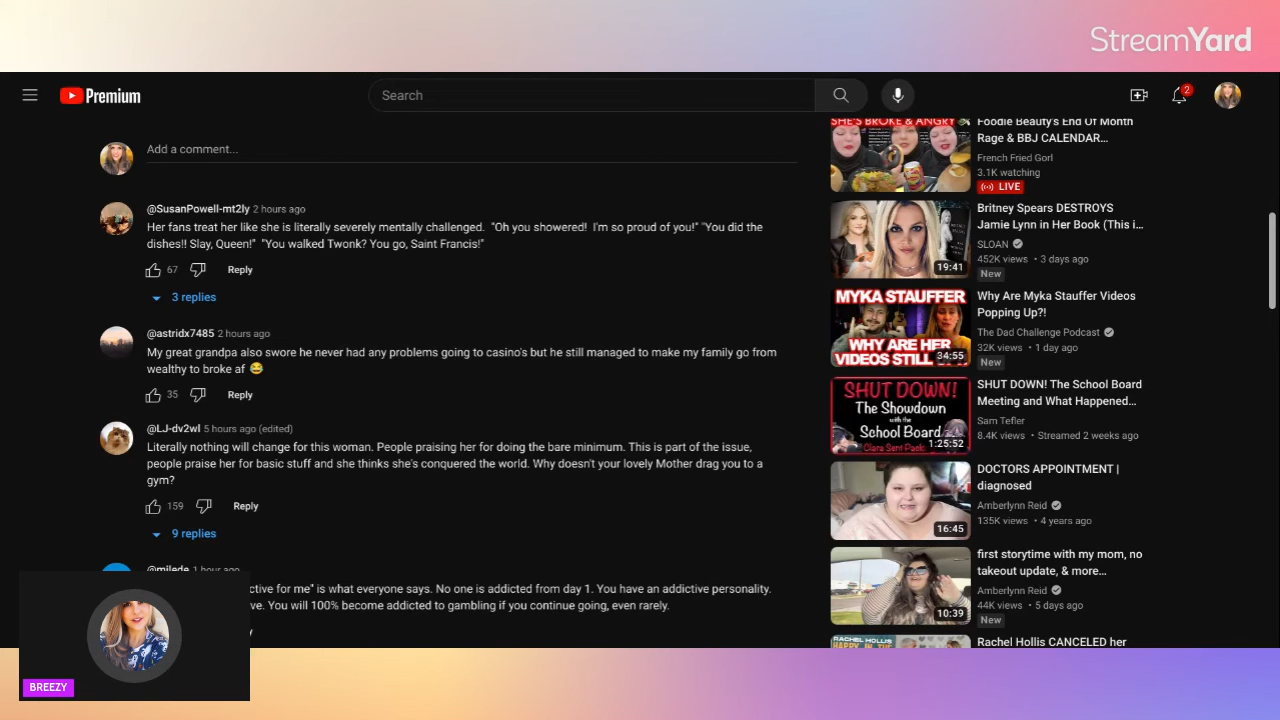 StreamYard
Premium
Search
2
Add a comment...
@SusanPowell-mt2ly 2 hours ago
Her fans treat her like she is literally severely mentally challenged. "Oh you showered! I'm so proud of you!" "You did the
dishes!! Slay, Queen!" "You walked Twonk? You go, Saint Francis!"
67
Reply
3 replies
@astridx7485 2 hours ago
My great grandpa also swore he never had any problems going to casino's but he still managed to make my family go from
wealthy to broke af 😂
35
Reply
@LJ-dv2wl 5 hours ago (edited)
Literally nothing will change for this woman. People praising her for doing the bare minimum. This is part of the issue,
people praise her for basic stuff and she thinks she's conquered the world. Why doesn't your lovely Mother drag you to a
gym?
159
Reply
9 replies
@milede 1 hour ago
ctive for me" is what everyone says. No one is addicted from day 1. You have an addictive personality.
ve. You will 100% become addicted to gambling if you continue going, even rarely.
BREEZY
SHE'S BROKE & ANGRY
Foodie Beauty's End Of Month
Rage & BBJ CALENDAR...
French Fried Gorl
3.1K watching
LIVE
19:41
Britney Spears DESTROYS
Jamie Lynn in Her Book (This i...
SLOAN
452K views • 3 days ago
New
MYKA STAUFFER
WHY ARE HER
VIDEOS STILL
34:55
Why Are Myka Stauffer Videos
Popping Up?!
The Dad Challenge Podcast
32K views • 1 day ago
New
SHUT DOWN!
The Showdown
with the
School Board
Clara Sent Pack
1:25:52
SHUT DOWN! The School Board
Meeting and What Happened...
Sam Tefler
8.4K views • Streamed 2 weeks ago
16:45
DOCTORS APPOINTMENT |
diagnosed
Amberlynn Reid
135K views • 4 years ago
10:39
first storytime with my mom, no
takeout update, & more...
Amberlynn Reid
44K views • 5 days ago
New
RACHEL HOLLIS
Rachel Hollis CANCELED her